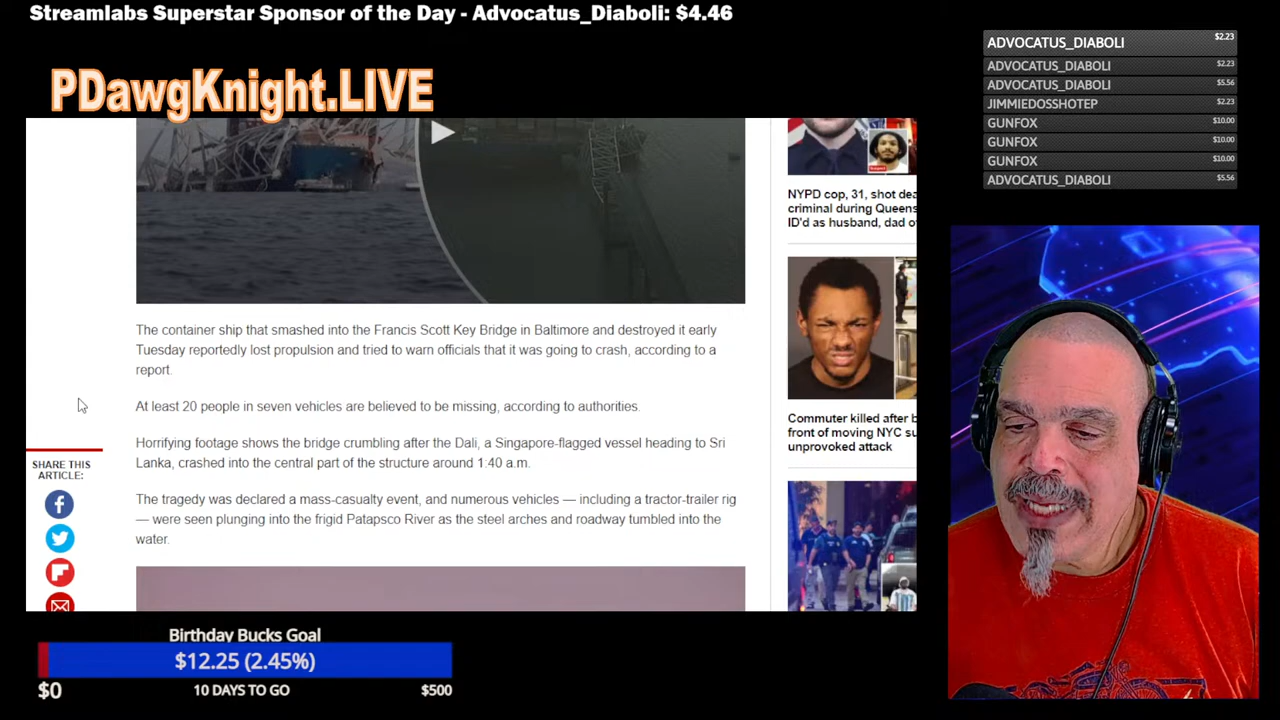 Streamlabs Superstar Sponsor of the Day - Advocatus_Diaboli: $4.46
PDawgKnight.LIVE
ADVOCATUS_DIABOLI $2.23
ADVOCATUS_DIABOLI $2.23
ADVOCATUS_DIABOLI $5.56
JIMMIEDOSSHOTEP $2.23
GUNFOX $10.00
GUNFOX $10.00
GUNFOX $10.00
ADVOCATUS_DIABOLI $5.56
The container ship that smashed into the Francis Scott Key Bridge in Baltimore and destroyed it early
Tuesday reportedly lost propulsion and tried to warn officials that it was going to crash, according to a
report.
At least 20 people in seven vehicles are believed to be missing, according to authorities.
Horrifying footage shows the bridge crumbling after the Dali, a Singapore-flagged vessel heading to Sri
Lanka, crashed into the central part of the structure around 1:40 a.m.
The tragedy was declared a mass-casualty event, and numerous vehicles — including a tractor-trailer rig
— were seen plunging into the frigid Patapsco River as the steel arches and roadway tumbled into the
water.
SHARE THIS
ARTICLE:
NYPD cop, 31, shot dea
criminal during Queens
ID'd as husband, dad o
Commuter killed after b
front of moving NYC su
unprovoked attack
Birthday Bucks Goal
$12.25 (2.45%)
$0 10 DAYS TO GO $500